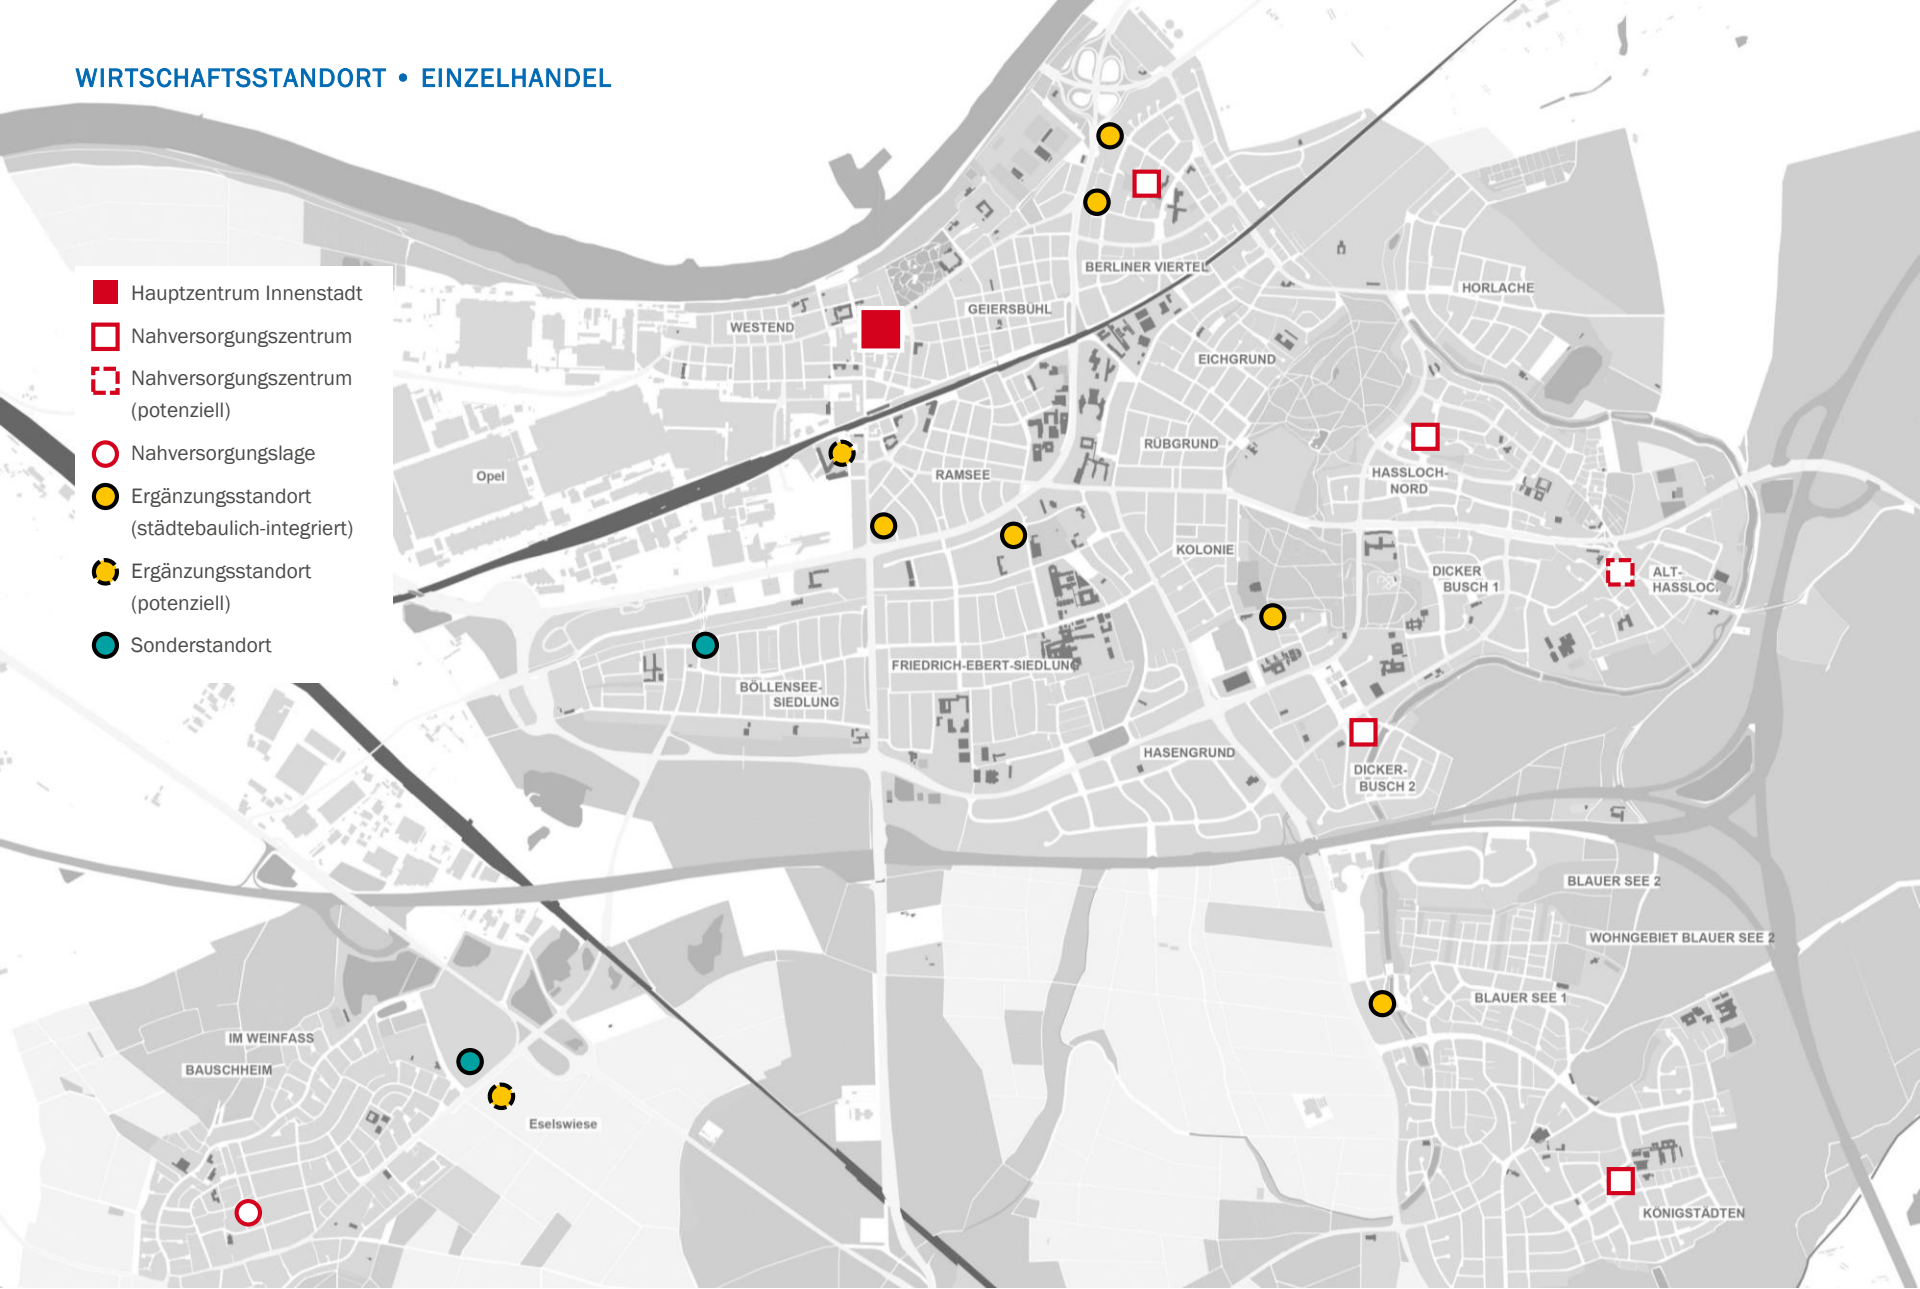 WIRTSCHAFTSSTANDORT • EINZELHANDEL
Hauptzentrum Innenstadt
Nahversorgungszentrum
Nahversorgungszentrum
(potenziell)
Nahversorgungslage
Ergänzungsstandort
(städtebaulich-integriert)
Ergänzungsstandort
(potenziell)
Sonderstandort
BERLINER VIERTEL
HORLACHE
GEIERSBÜHL
WESTEND
EICHGRUND
RÜBGRUND
HASSLOCH-
NORD
RAMSEE
Opel
KOLONIE
DICKER
BUSCH 1
ALT-
HASSLOC.
FRIEDRICH-EBERT-SIEDLUNG
BÖLLENSEE-
SIEDLUNG
HASENGRUND
DICKER-
BUSCH 2
BLAUER SEE 2
WOHNGEBIET BLAUER SEE 2
BLAUER SEE 1
IM WEINFASS
BAUSCHHEIM
Eselswiese
KÖNIGSTÄDTEN